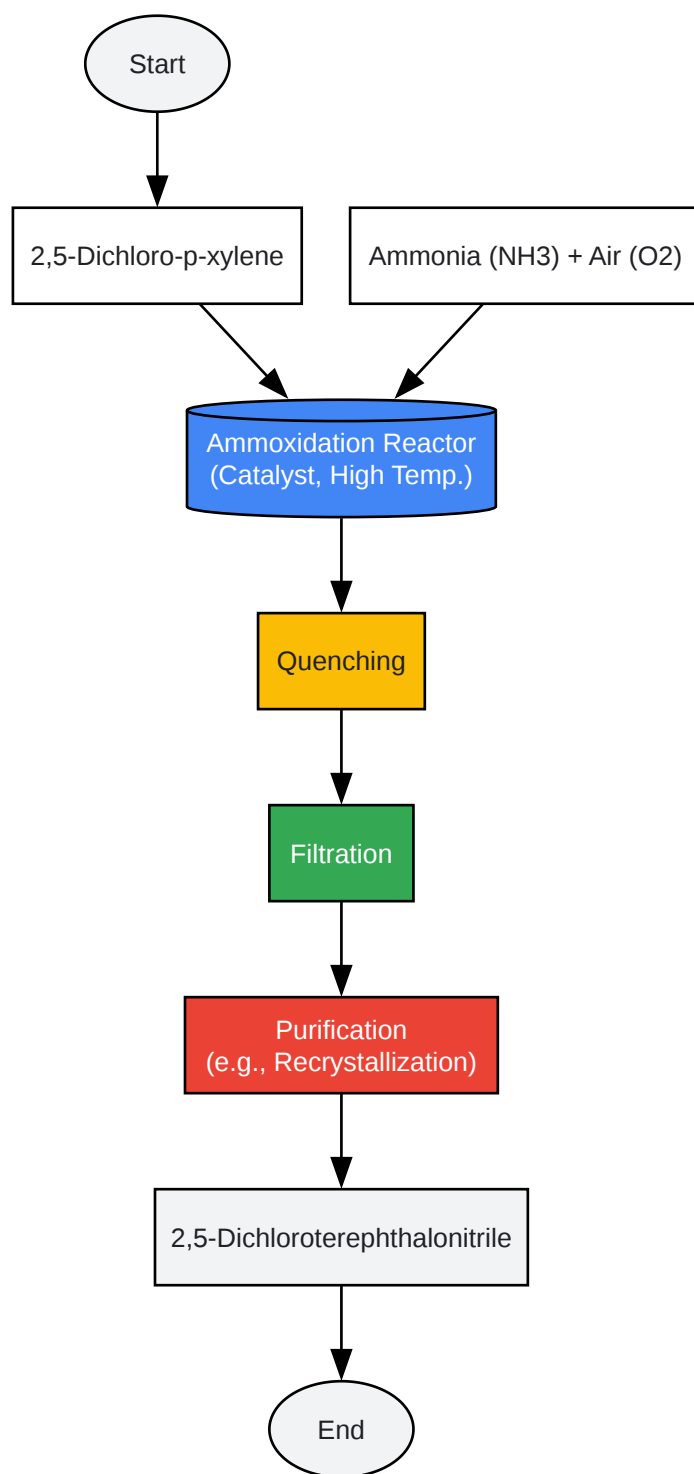 Start
2,5-Dichloro-p-xylene
Ammonia (NH3) + Air (O2)
Ammoxidation Reactor
(Catalyst, High Temp.)
Quenching
Filtration
Purification
(e.g., Recrystallization)
2,5-Dichloroterephthalonitrile
End